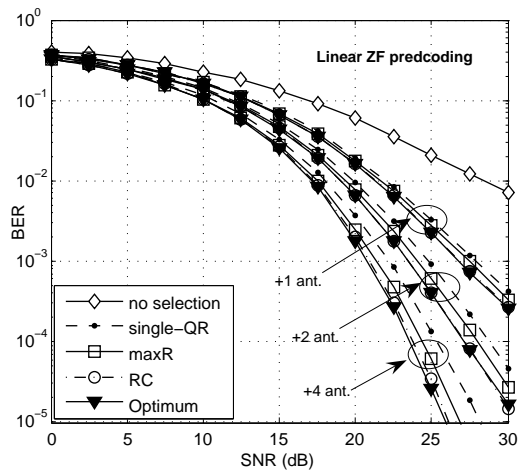 Linear ZF predcoding
10^0
10^-1
10^-2
10^-3
10^-4
10^-5
BER
+1 ant.
+2 ant.
+4 ant.
no selection
single-QR
maxR
RC
Optimum
0 5 10 15 20 25 30
SNR (dB)